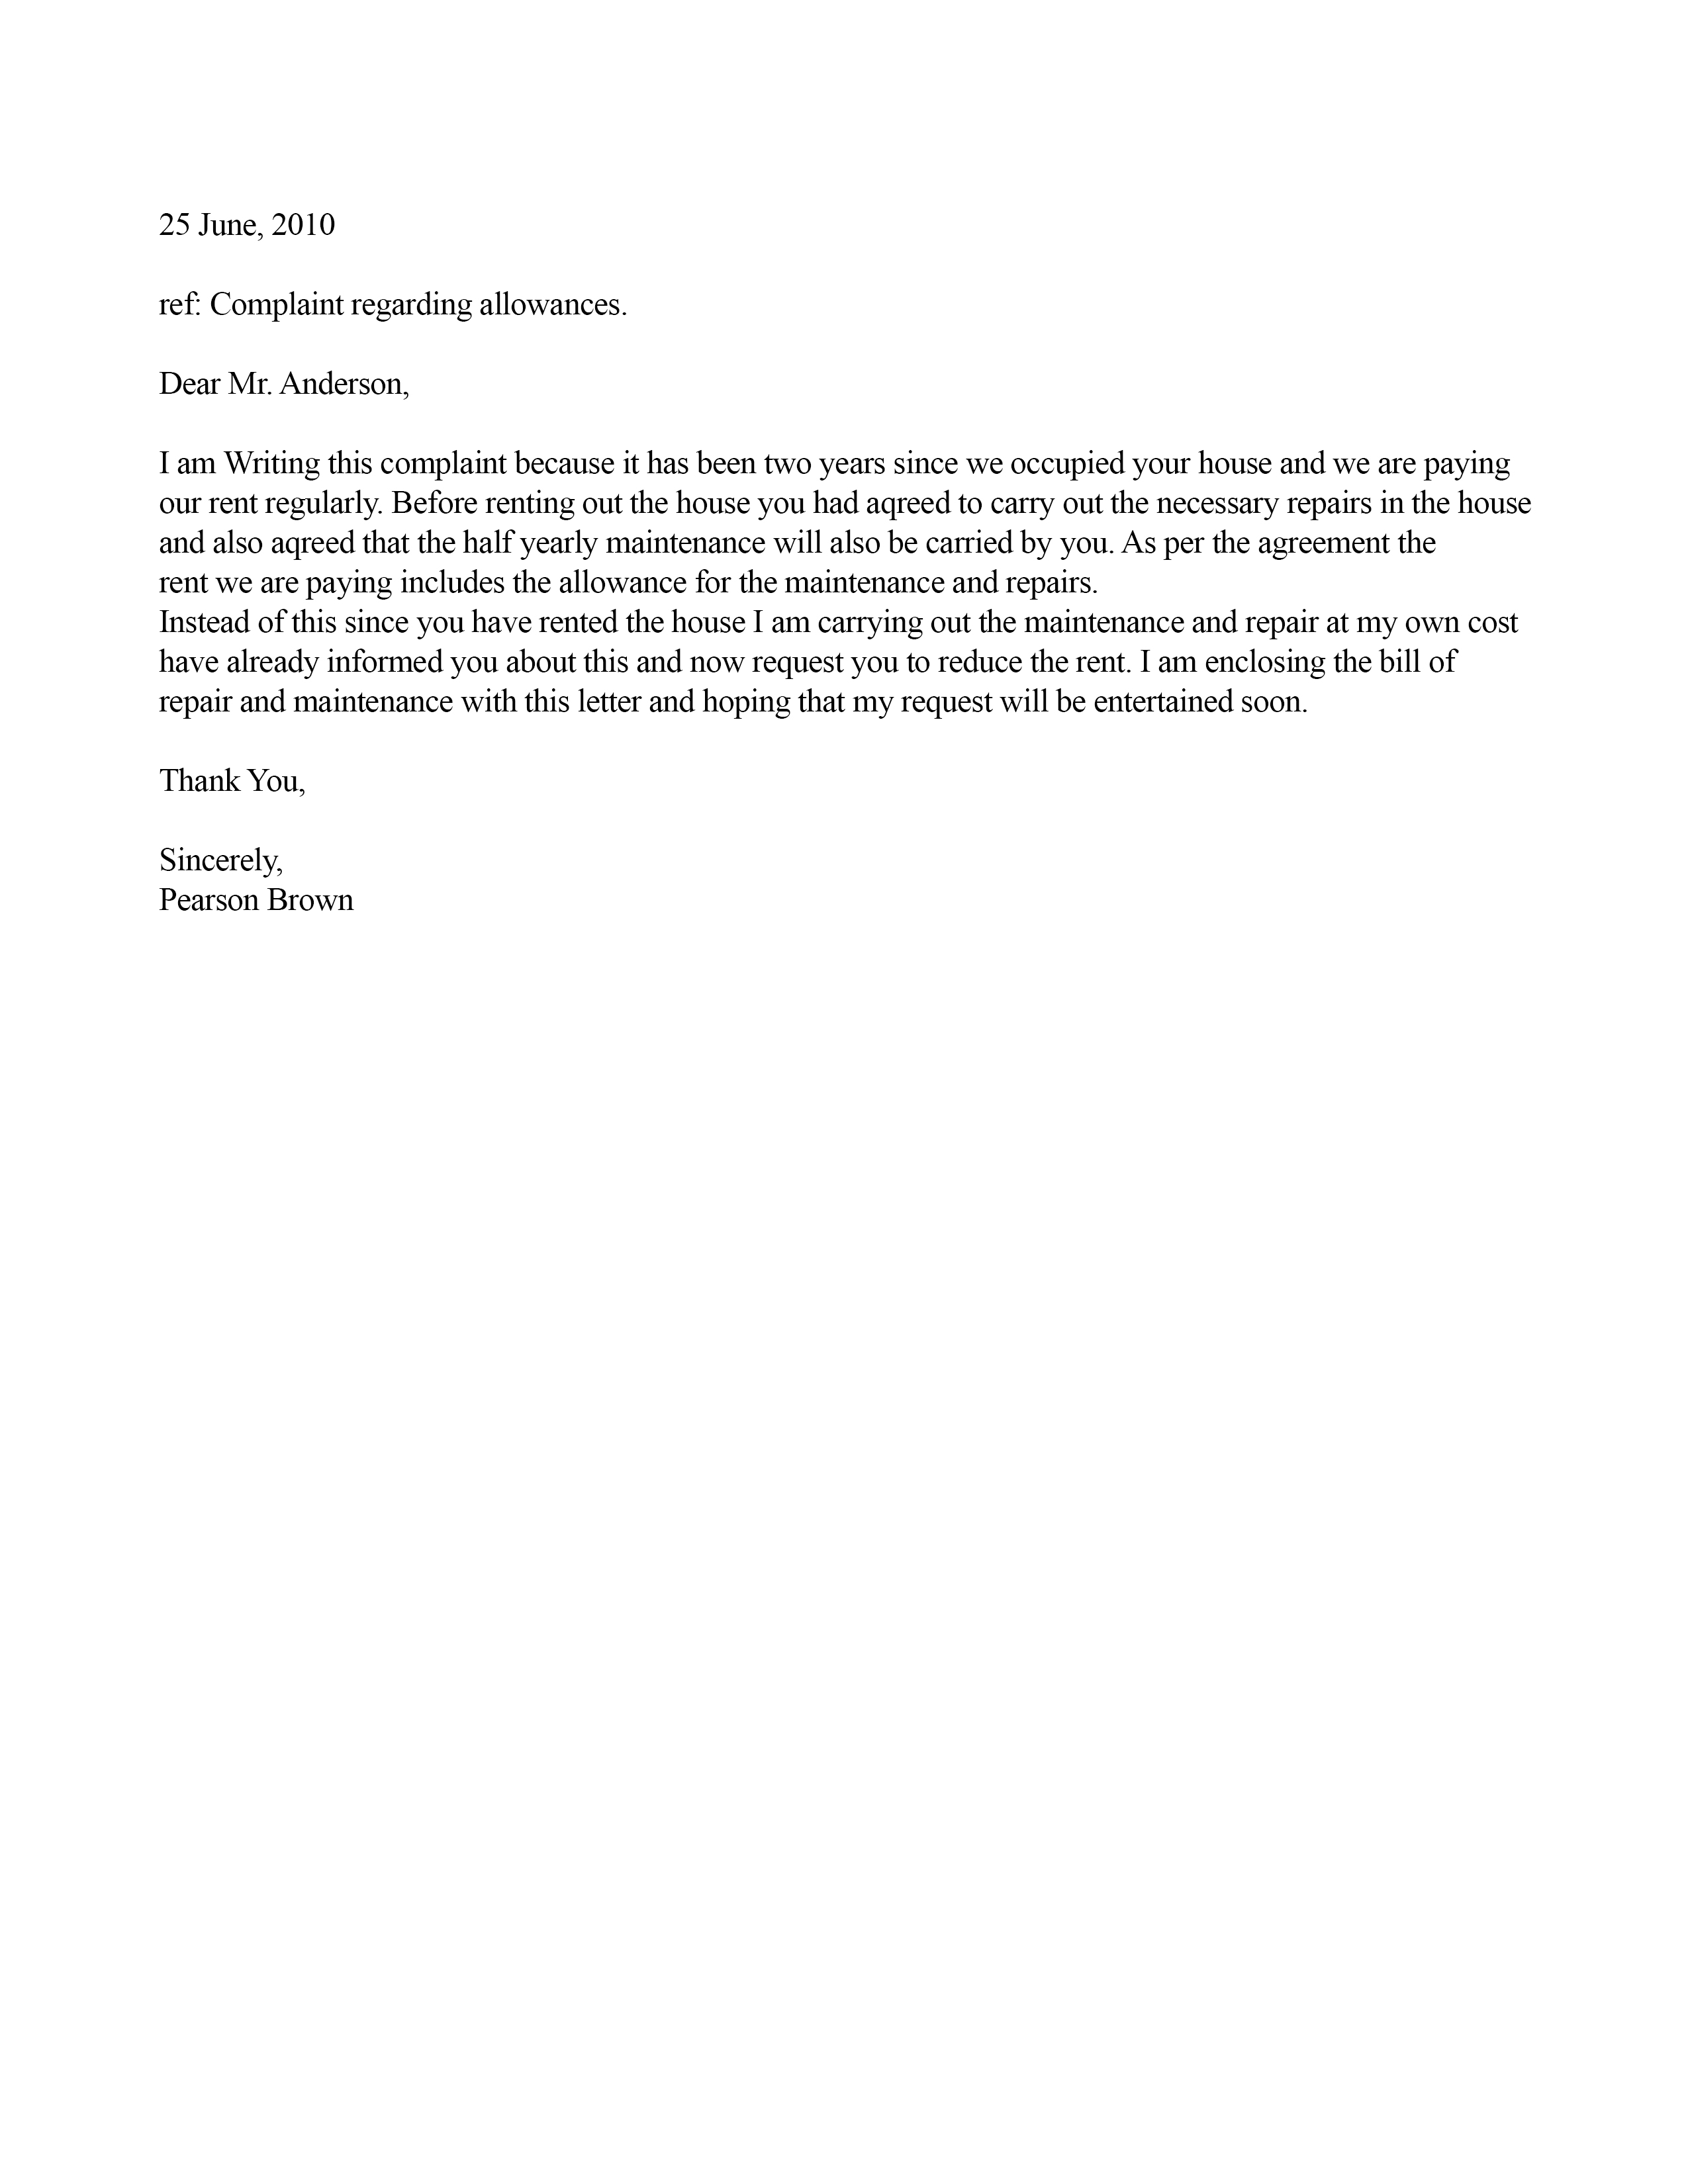 25 June, 2010
ref: Complaint regarding allowances.
Dear Mr. Anderson,
I am Writing this complaint because it has been two years since we occupied your house and we are paying
our rent regularly. Before renting out the house you had aqreed to carry out the necessary repairs in the house
and also aqreed that the half yearly maintenance will also be carried by you. As per the agreement the
rent we are paying includes the allowance for the maintenance and repairs.
Instead of this since you have rented the house I am carrying out the maintenance and repair at my own cost
have already informed you about this and now request you to reduce the rent. I am enclosing the bill of
repair and maintenance with this letter and hoping that my request will be entertained soon.
Thank You,
Sincerely,
Pearson Brown